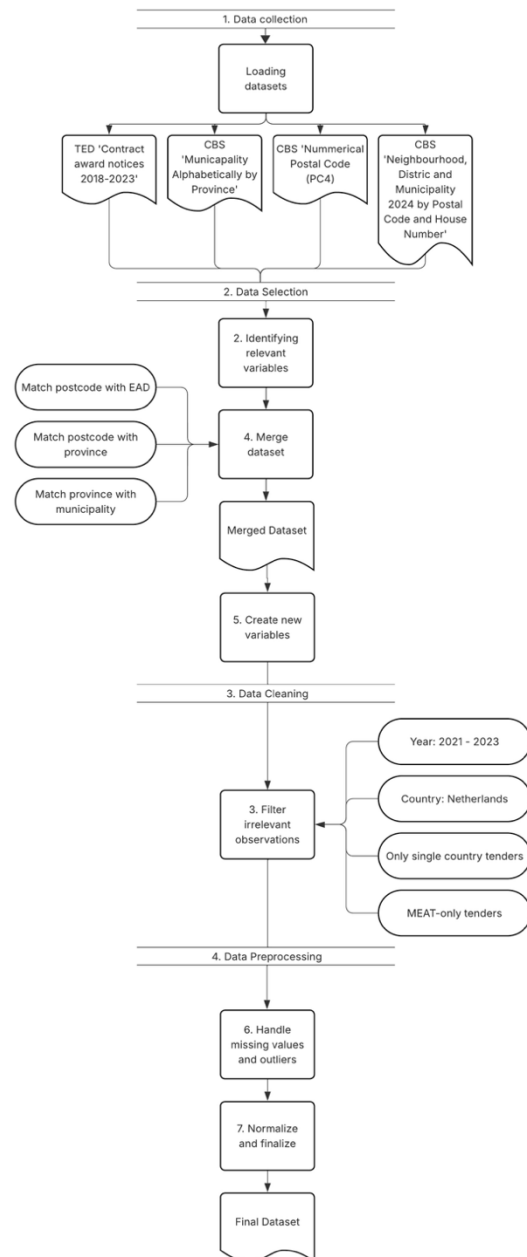 1. Data collection
Loading
datasets
TED 'Contract
award notices
2018-2023'
CBS
'Municapality
Alphabetically by
Province'
CBS 'Nummerical
Postal Code
(PC4)
CBS
'Neighbourhood,
Distric and
Municipality
2024 by Postal
Code and House
Number'
2. Data Selection
2. Identifying
relevant
variables
Match postcode with EAD
Match postcode with
province
Match province with
municipality
4. Merge
dataset
Merged Dataset
5. Create new
variables
3. Data Cleaning
Year: 2021 - 2023
Country: Netherlands
3. Filter
irrelevant
observations
Only single country tenders
MEAT-only tenders
4. Data Preprocessing
6. Handle
missing values
and outliers
7. Normalize
and finalize
Final Dataset